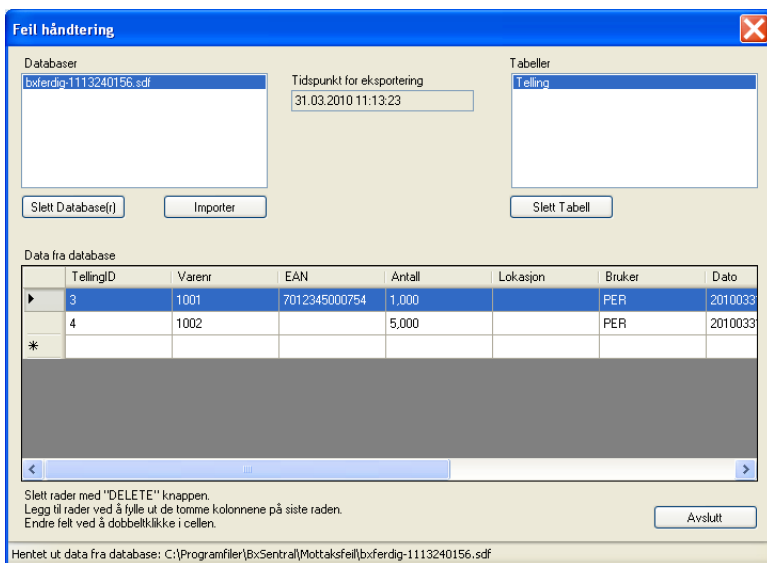 Feil håndtering
Databaser
bxferdig-1113240156.sdf
Tidspunkt for eksportering
31.03.2010 11:13:23
Tabeller
Telling
Slett Database(r)
Importer
Slett Tabell
Data fra database
TellingID Varenr EAN Antall Lokasjon Bruker Dato
3 1001 7012345000754 1,000 PER 2010033
4 1002 5,000 PER 2010033
Slett rader med "DELETE" knappen.
Legg til rader ved å fylle ut de tomme kolonnene på siste raden.
Endre felt ved å dobbeltklikke i cellen.
Avslutt
Hentet ut data fra database: C:\Programfiler\BxSentral\Mottaksfeil\bxferdig-1113240156.sdf